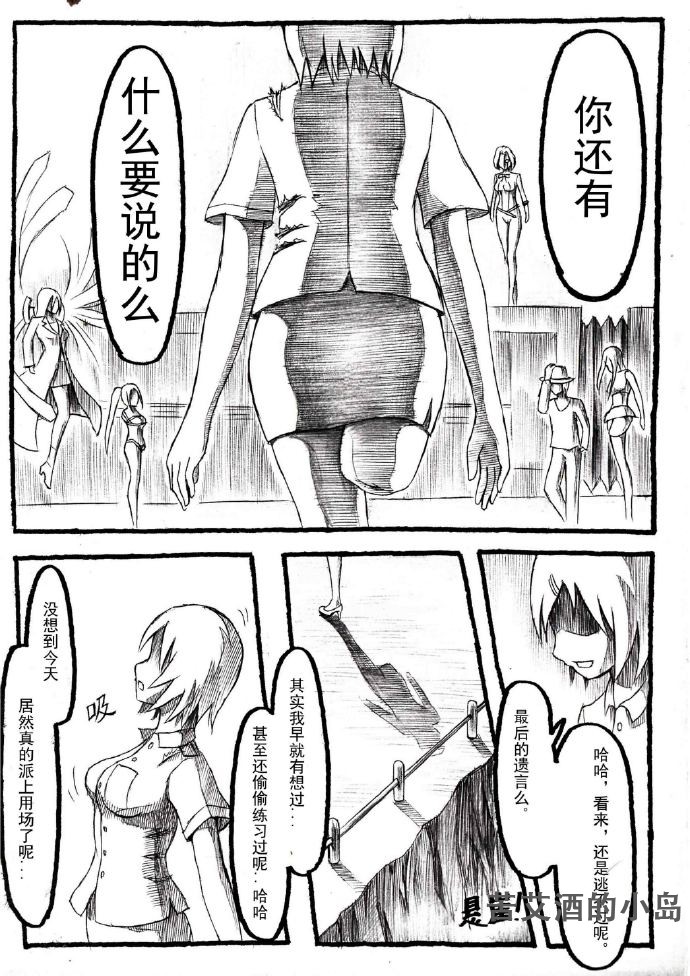 你还有
什么要说的么
哈哈，看来，还是逃
呢。
最后的遗言么。
其实我早就有想过...
甚至还偷偷练习过呢，哈哈
吸
没想到今天
居然真的派上用场了呢...
苦艾酒的小岛